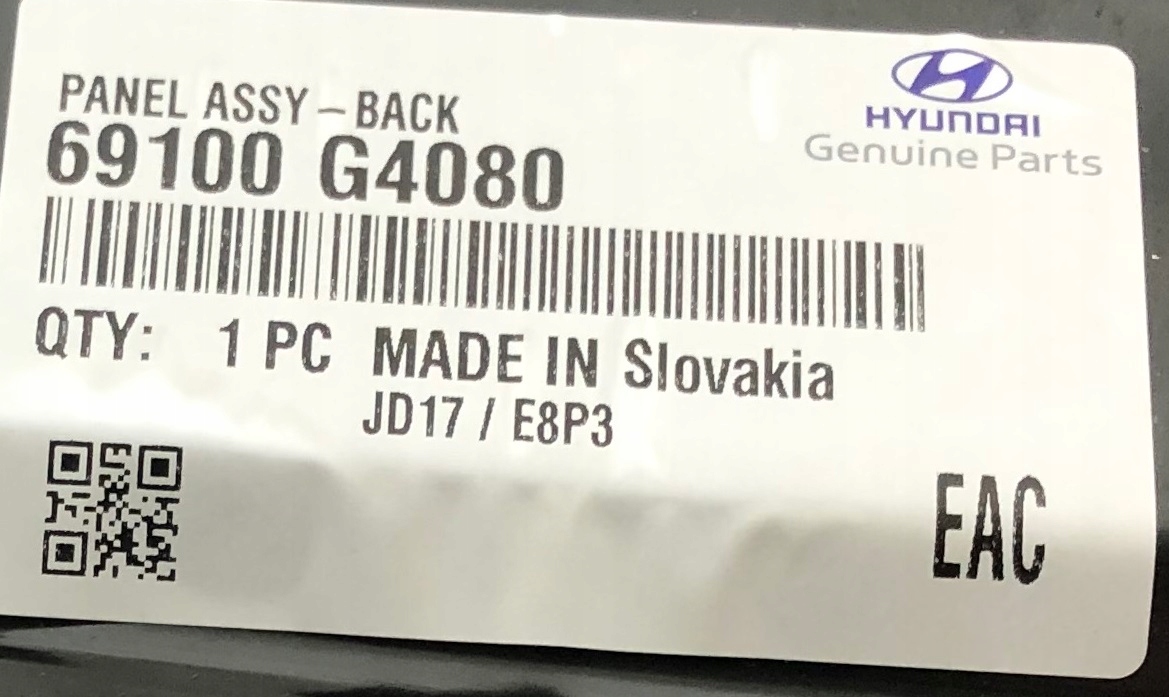 HYUNDAI
Genuine Parts
PANEL ASSY – BACK
69100 G4080
QTY: 1 PC MADE IN Slovakia
JD17 / E8P3
EAC